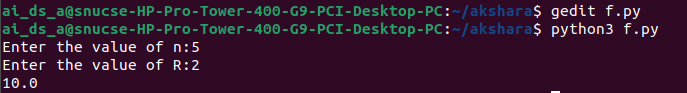 ai_ds_a@snucse-HP-Pro-Tower-400-G9-PCI-Desktop-PC:~/akshara$ gedit f.py
ai_ds_a@snucse-HP-Pro-Tower-400-G9-PCI-Desktop-PC:~/akshara$ python3 f.py
Enter the value of n:5
Enter the value of R:2
10.0